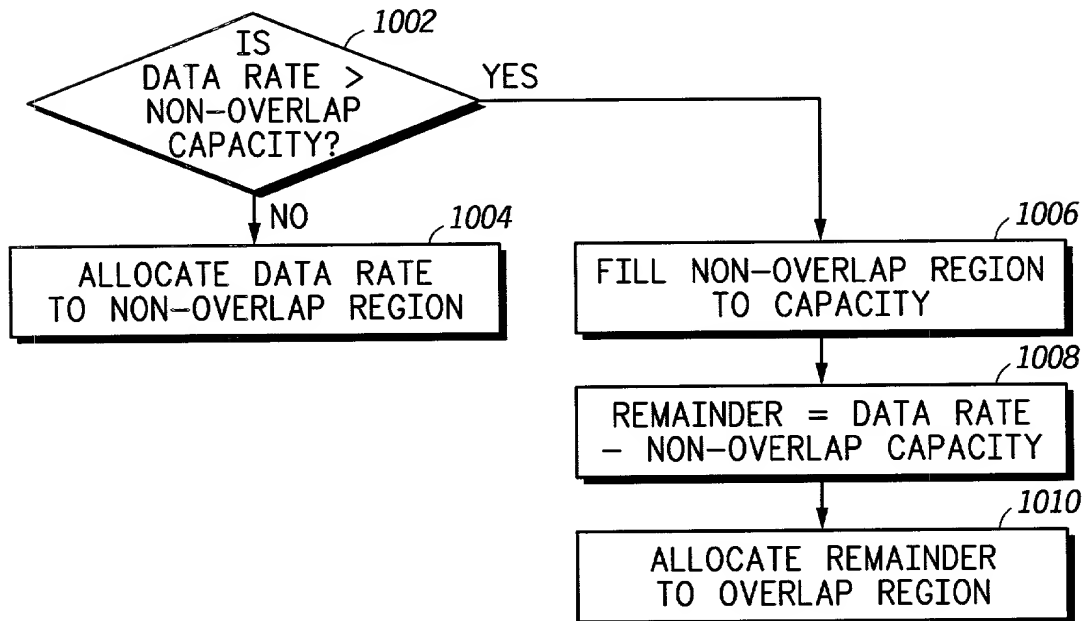 1002
IS
DATA RATE >
NON-OVERLAP
CAPACITY?
YES
NO
1004
ALLOCATE DATA RATE
TO NON-OVERLAP REGION
1006
FILL NON-OVERLAP REGION
TO CAPACITY
1008
REMAINDER = DATA RATE
- NON-OVERLAP CAPACITY
1010
ALLOCATE REMAINDER
TO OVERLAP REGION